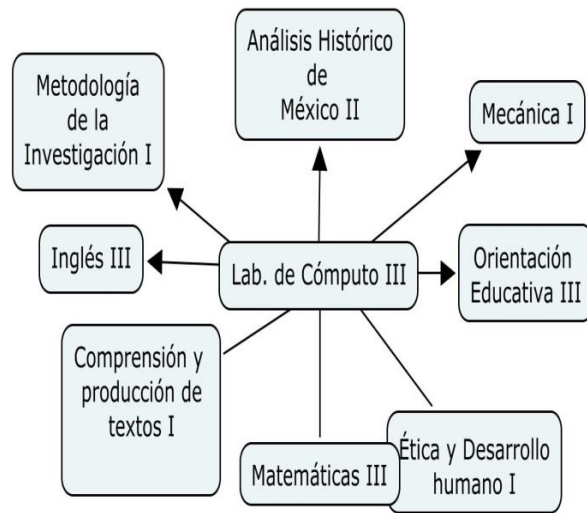 Análisis Histórico
de
México II
Metodología
de la
Investigación I
Mecánica I
Inglés III
Lab. de Cómputo III
Orientación
Educativa III
Comprensión y
producción de
textos I
Matemáticas III
Ética y Desarrollo
humano I